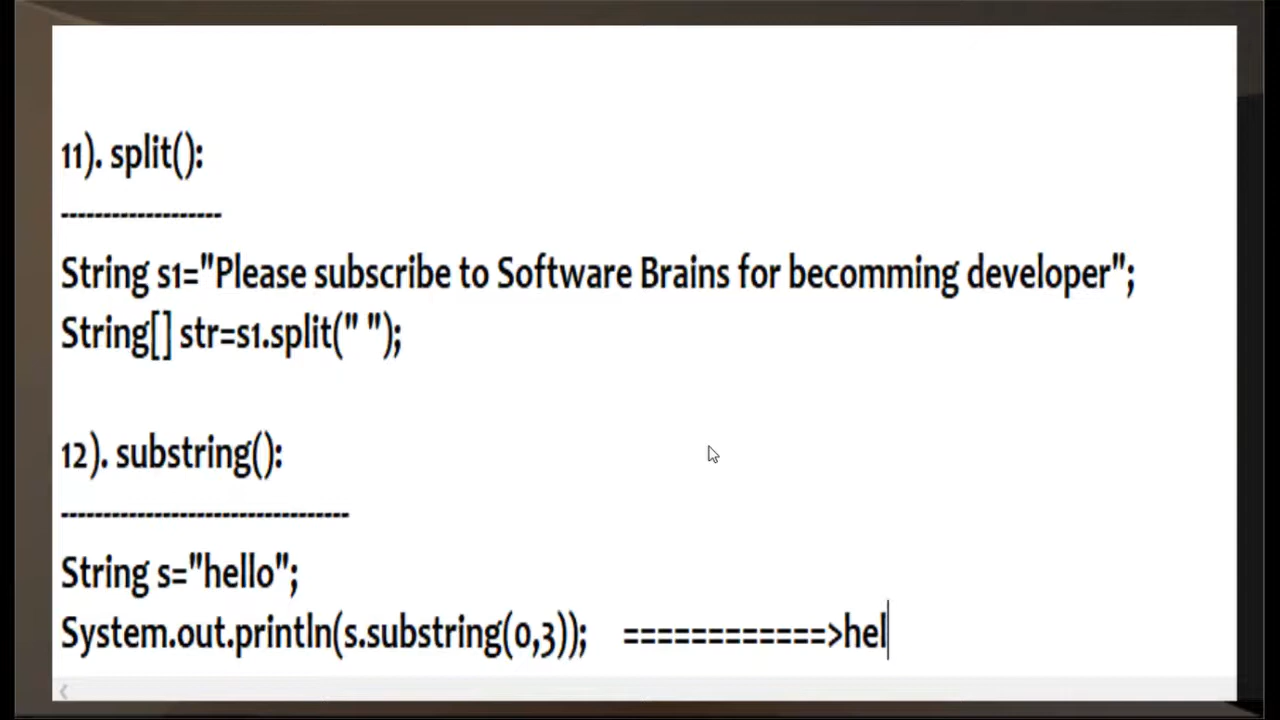 11). split():
-------------------
String s1="Please subscribe to Software Brains for becomming developer";
String[] str=s1.split(" ");
12). substring():
----------------------------------
String s="hello";
System.out.println(s.substring(0,3)); ============>hel